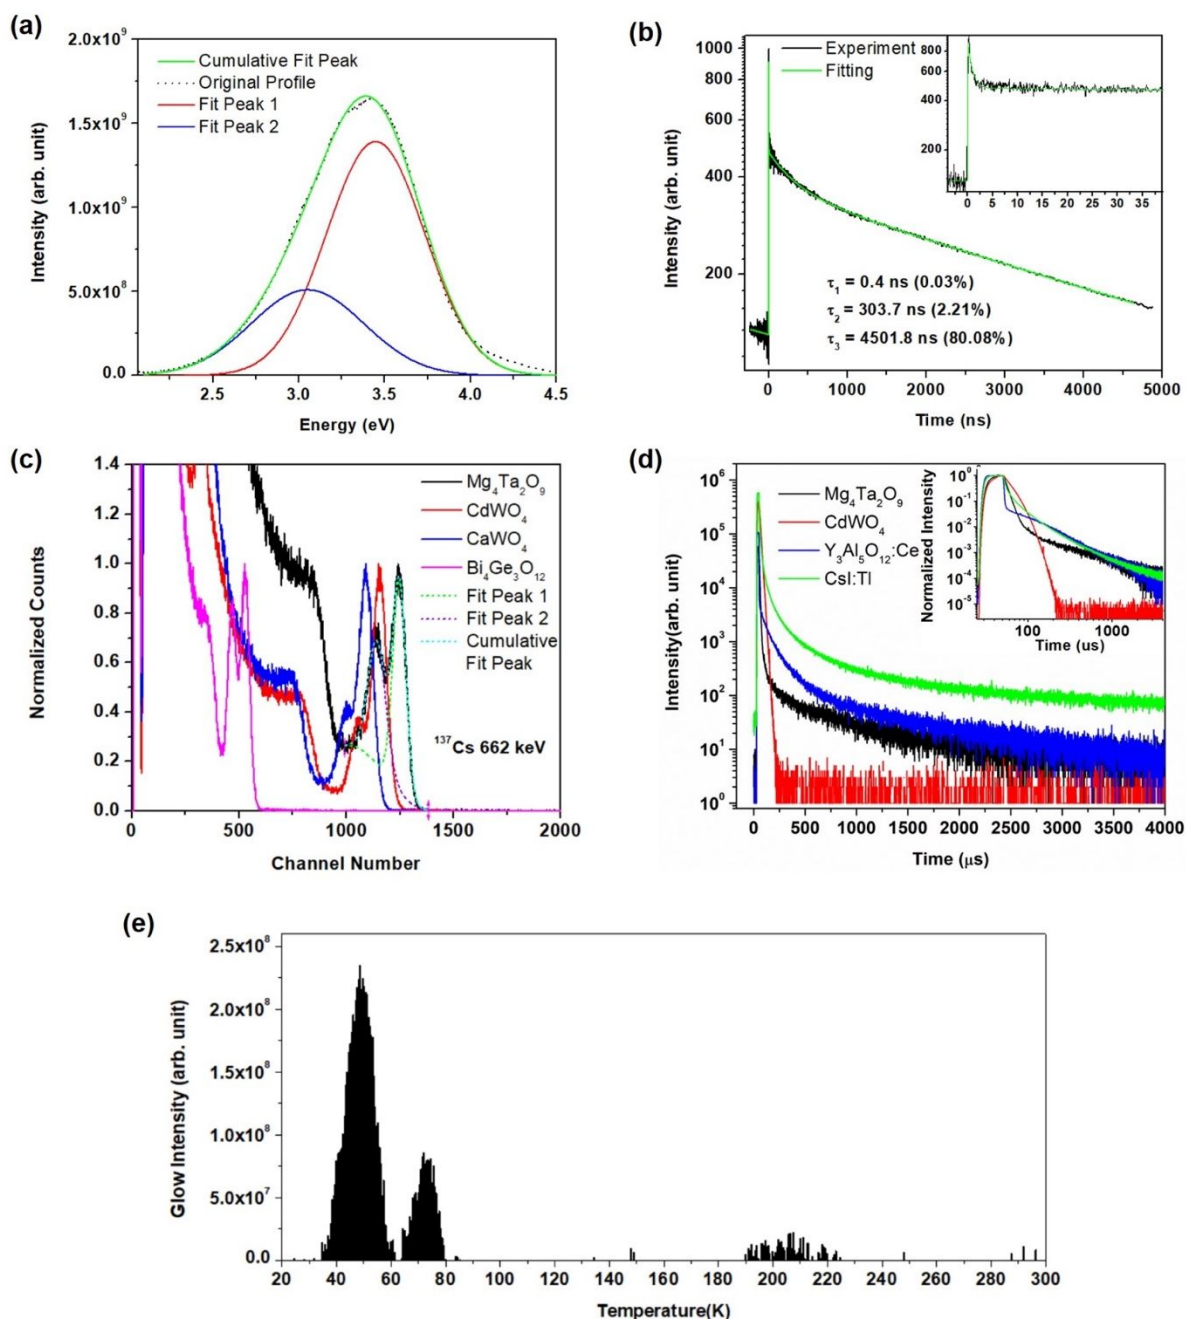 (a)
2.0x10⁹
1.5x10⁹
1.0x10⁹
5.0x10⁸
0.0
Intensity (arb. unit)
Cumulative Fit Peak
Original Profile
Fit Peak 1
Fit Peak 2
2.5 3.0 3.5 4.0 4.5
Energy (eV)
(b)
1000
800
600
400
200
Intensity (arb. unit)
Experiment
Fitting
800
600
400
200
0 5 10 15 20 25 30 35
τ₁ = 0.4 ns (0.03%)
τ₂ = 303.7 ns (2.21%)
τ₃ = 4501.8 ns (80.08%)
0 1000 2000 3000 4000 5000
Time (ns)
(c)
1.4
1.2
1.0
0.8
0.6
0.4
0.2
0.0
Normalized Counts
Mg₄Ta₂O₉
CdWO₄
CaWO₄
Bi₄Ge₃O₁₂
Fit Peak 1
Fit Peak 2
Cumulative
Fit Peak
¹³⁷Cs 662 keV
0 500 1000 1500 2000
Channel Number
(d)
10⁶
10⁵
10⁴
10³
10²
10¹
10⁰
Intensity(arb. unit)
Mg₄Ta₂O₉
CdWO₄
Y₃Al₅O₁₂:Ce
CsI:Tl
Normalized Intensity
10⁰
10⁻¹
10⁻²
10⁻³
10⁻⁴
10⁻⁵
100 1000
Time (us)
0 500 1000 1500 2000 2500 3000 3500 4000
Time (μs)
(e)
2.5x10⁸
2.0x10⁸
1.5x10⁸
1.0x10⁸
5.0x10⁷
0.0
Glow Intensity (arb. unit)
20 40 60 80 100 120 140 160 180 200 220 240 260 280 300
Temperature(K)